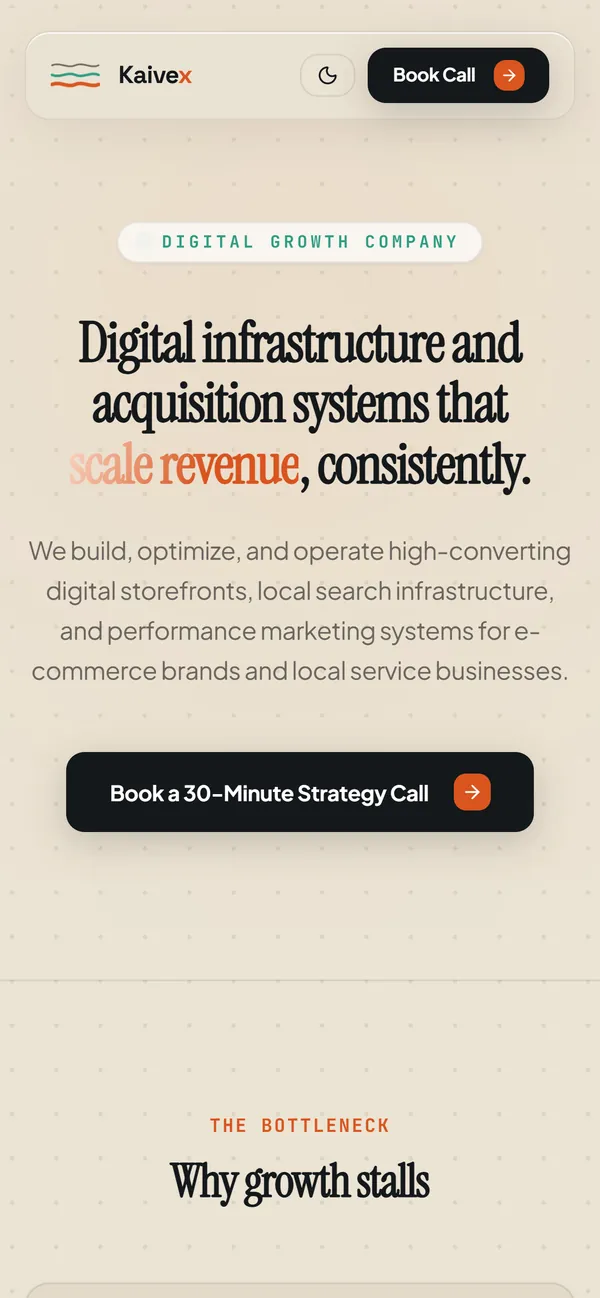 Kaivex
Book Call
DIGITAL GROWTH COMPANY
Digital infrastructure and
acquisition systems that
scale revenue, consistently.
We build, optimize, and operate high-converting
digital storefronts, local search infrastructure,
and performance marketing systems for e-
commerce brands and local service businesses.
Book a 30-Minute Strategy Call
THE BOTTLENECK
Why growth stalls